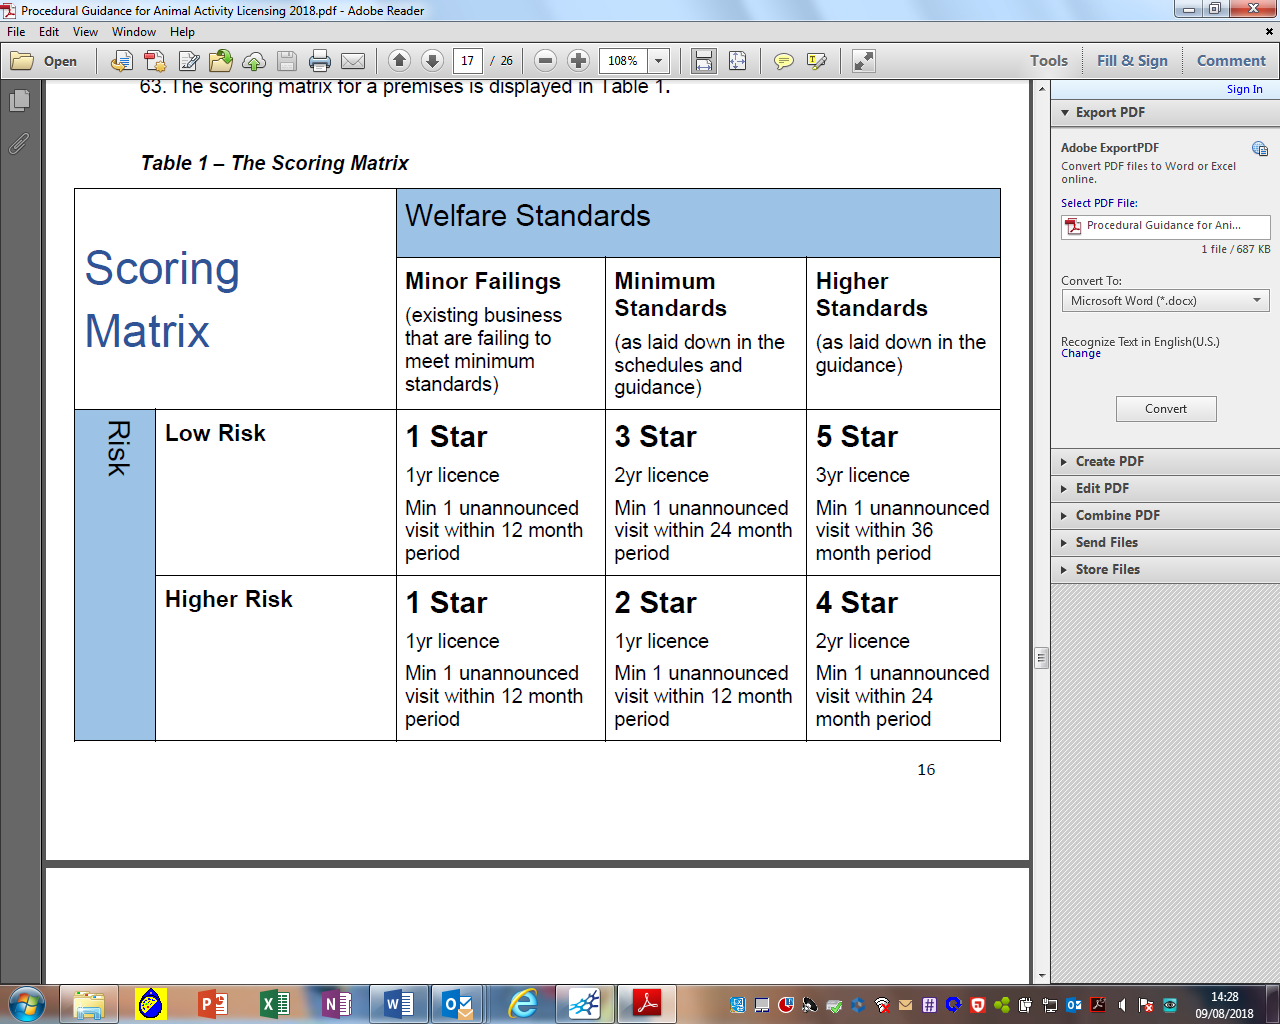 Procedural Guidance for Animal Activity Licensing 2018.pdf - Adobe Reader
File Edit View Window Help
Open 17 / 26 108% Tools Fill & Sign Comment
Sign In
63. The scoring matrix for a premises is displayed in Table 1.
Table 1 – The Scoring Matrix
Scoring
Matrix
Welfare Standards
Minor Failings
(existing business
that are failing to
meet minimum
standards)
Minimum
Standards
(as laid down in the
schedules and
guidance)
Higher
Standards
(as laid down in the
guidance)
Risk
Low Risk
1 Star
1yr licence
Min 1 unannounced
visit within 12 month
period
3 Star
2yr licence
Min 1 unannounced
visit within 24 month
period
5 Star
3yr licence
Min 1 unannounced
visit within 36
month period
Higher Risk
1 Star
1yr licence
Min 1 unannounced
visit within 12 month
period
2 Star
1yr licence
Min 1 unannounced
visit within 12 month
period
4 Star
2yr licence
Min 1 unannounced
visit within 24
month period
16
Export PDF
Adobe ExportPDF
Convert PDF files to Word or Excel
online.
Select PDF File:
Procedural Guidance for Ani...
1 file / 687 KB
Convert To:
Microsoft Word (*.docx)
Recognize Text in English(U.S.)
Change
Convert
Create PDF
Edit PDF
Combine PDF
Send Files
Store Files
14:28
09/08/2018